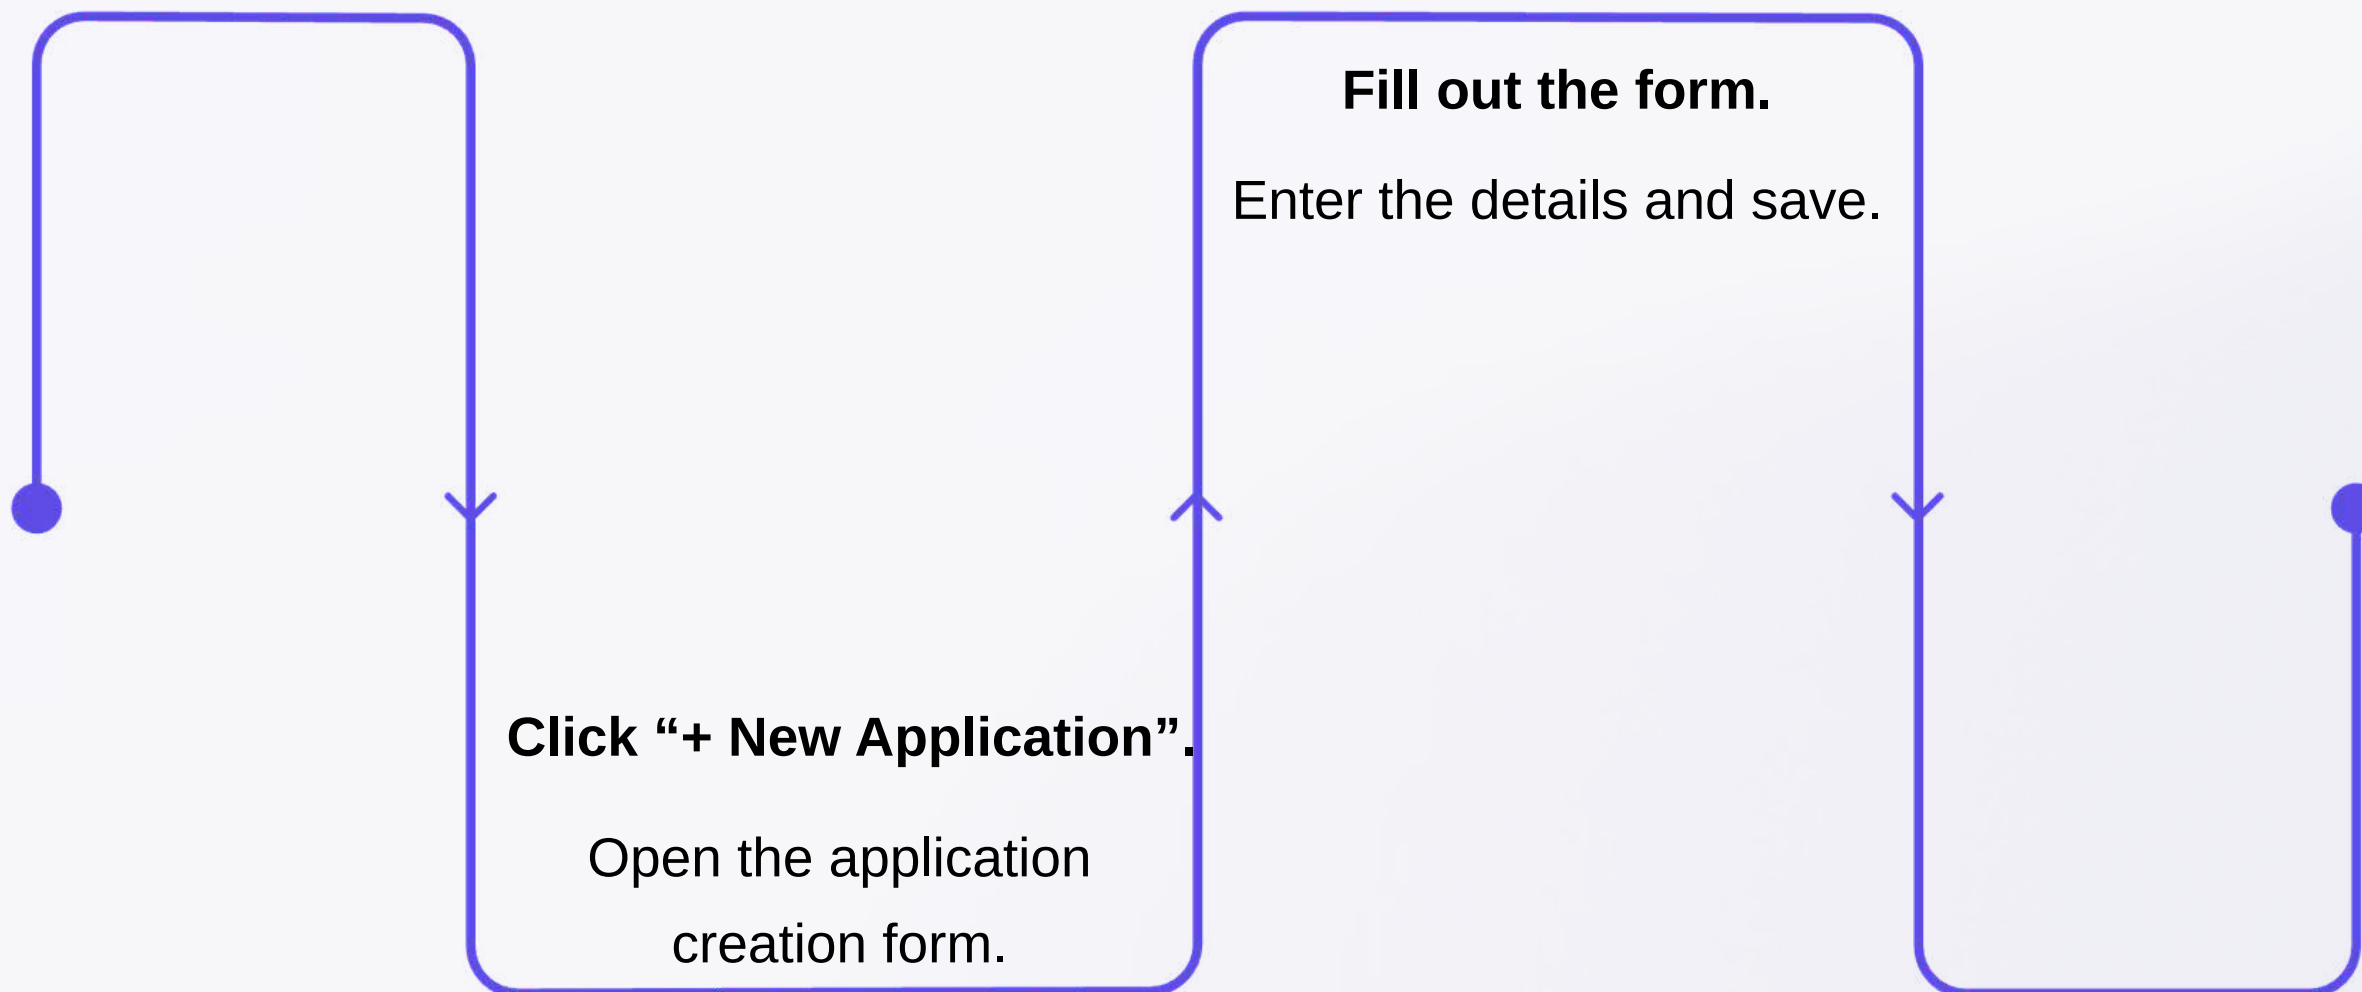 Fill out the form.
Enter the details and save.
Click “+ New Application”.
Open the application
creation form.